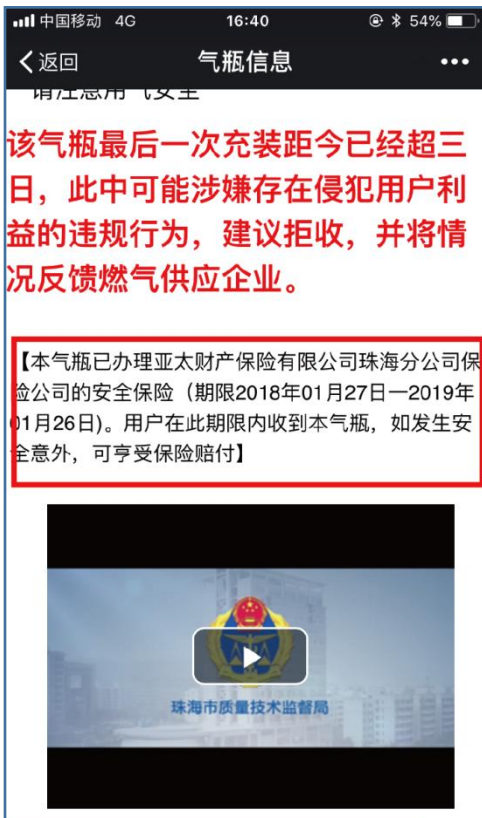 中国移动 4G 16:40 54%
返回 气瓶信息
请注意用气安全
该气瓶最后一次充装距今已经超三
日，此中可能涉嫌存在侵犯用户利
益的违规行为，建议拒收，并将情
况反馈燃气供应企业。
【本气瓶已办理亚太财产保险有限公司珠海分公司保
险公司的安全保险（期限2018年01月27日—2019年
01月26日)。用户在此期限内收到本气瓶，如发生安
全意外，可享受保险赔付】
珠海市质量技术监督局